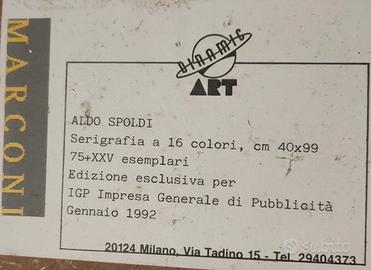 MARCONI
DINAMIC
ART
ALDO SPOLDI
Serigrafia a 16 colori, cm 40x99
75+XXV esemplari
Edizione esclusiva per
IGP Impresa Generale di Pubblicità
Gennaio 1992
20124 Milano, Via Tadino 15 - Tel. 29404373
subito